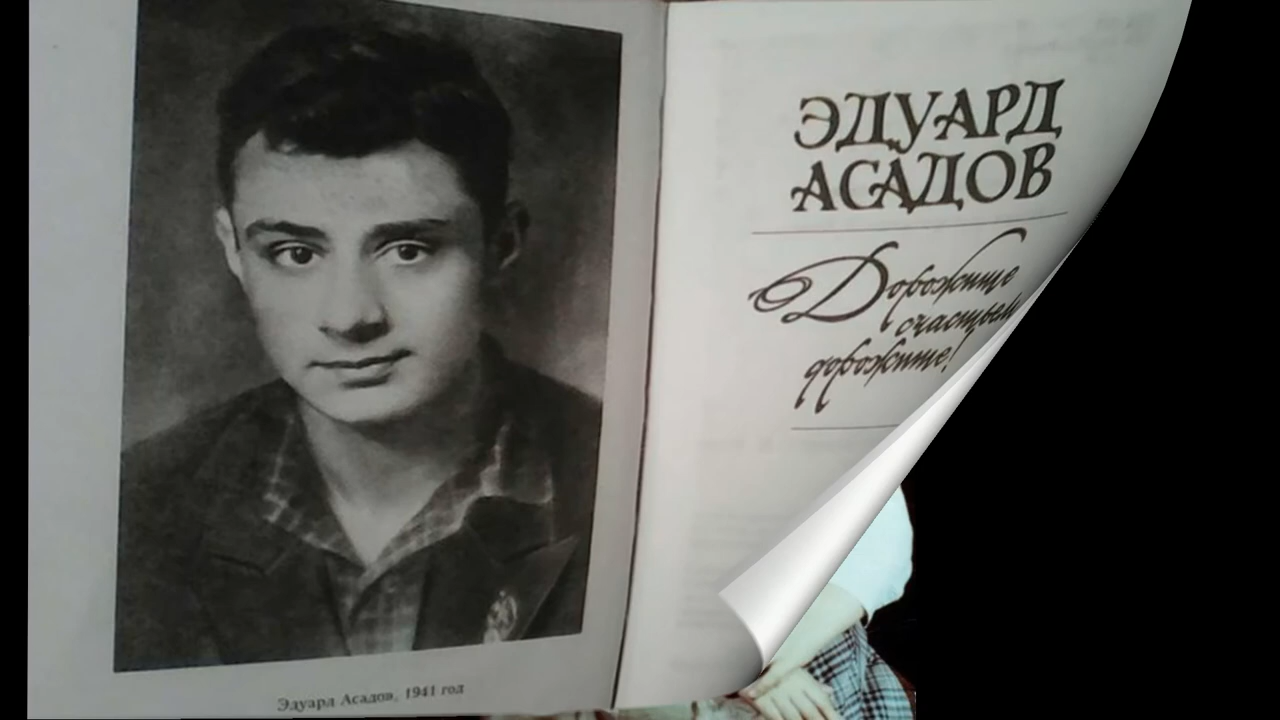 ЭДУАРД
АСАДОВ
Дорожите
счастьем
дорожите!
Эдуард Асадов, 1941 год